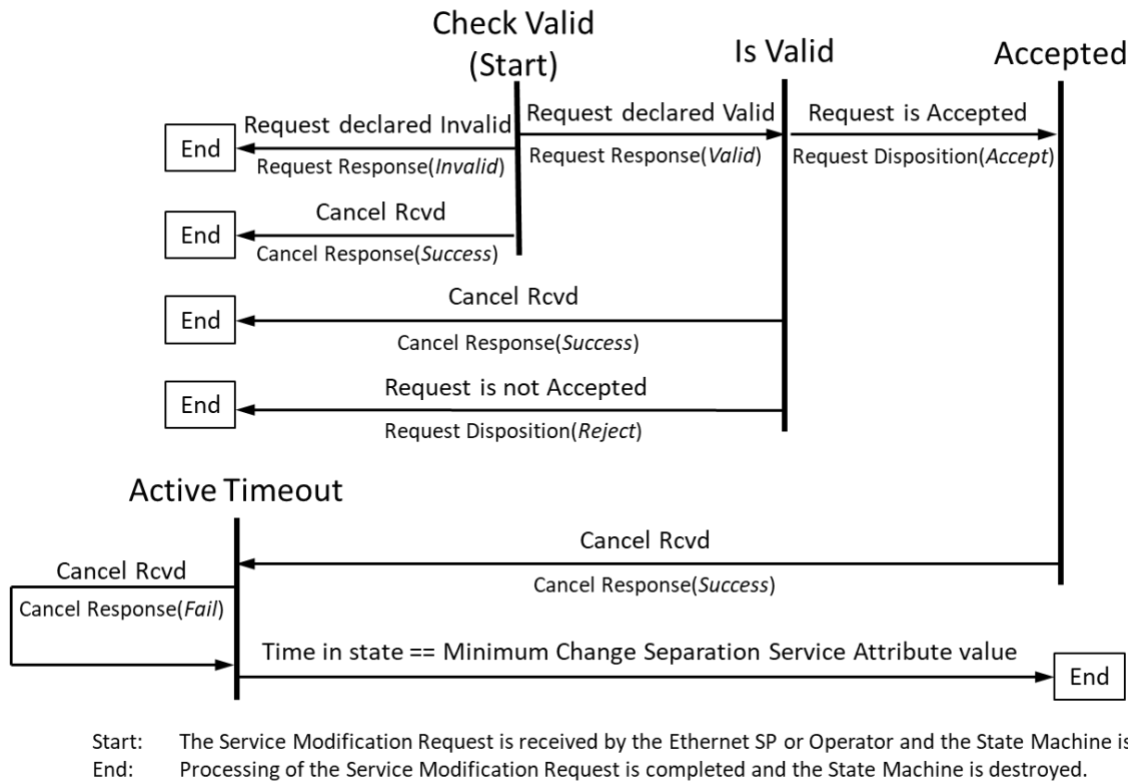 Check Valid
(Start)
Is Valid
Accepted
Request declared Invalid
Request declared Valid
Request is Accepted
End
Request Response(Invalid)
Request Response(Valid)
Request Disposition(Accept)
Cancel Rcvd
End
Cancel Response(Success)
Cancel Rcvd
End
Cancel Response(Success)
Request is not Accepted
End
Request Disposition(Reject)
Active Timeout
Cancel Rcvd
Cancel Response(Success)
Cancel Rcvd
Cancel Response(Fail)
Time in state == Minimum Change Separation Service Attribute value
End
Start: The Service Modification Request is received by the Ethernet SP or Operator and the State Machine is
End: Processing of the Service Modification Request is completed and the State Machine is destroyed.